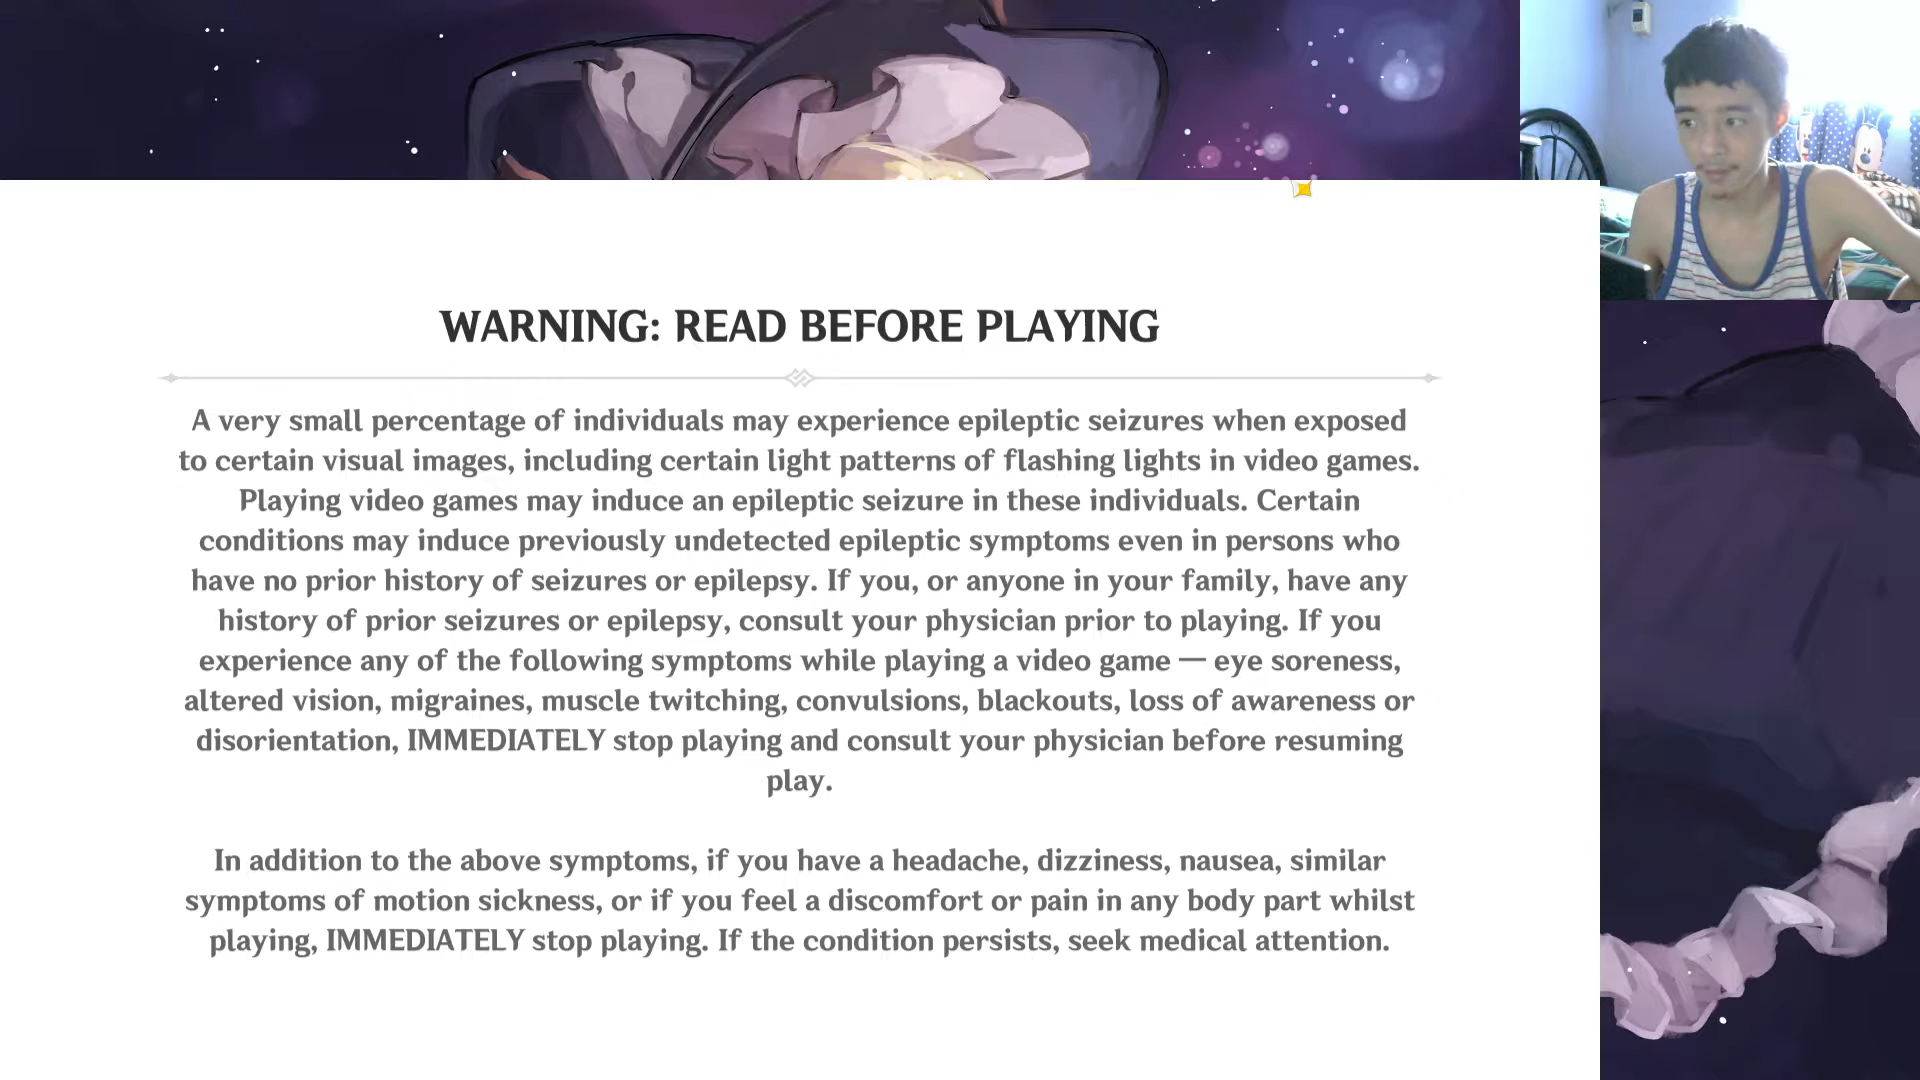 WARNING: READ BEFORE PLAYING
A very small percentage of individuals may experience epileptic seizures when exposed
to certain visual images, including certain light patterns of flashing lights in video games.
Playing video games may induce an epileptic seizure in these individuals. Certain
conditions may induce previously undetected epileptic symptoms even in persons who
have no prior history of seizures or epilepsy. If you, or anyone in your family, have any
history of prior seizures or epilepsy, consult your physician prior to playing. If you
experience any of the following symptoms while playing a video game — eye soreness,
altered vision, migraines, muscle twitching, convulsions, blackouts, loss of awareness or
disorientation, IMMEDIATELY stop playing and consult your physician before resuming
play.
In addition to the above symptoms, if you have a headache, dizziness, nausea, similar
symptoms of motion sickness, or if you feel a discomfort or pain in any body part whilst
playing, IMMEDIATELY stop playing. If the condition persists, seek medical attention.